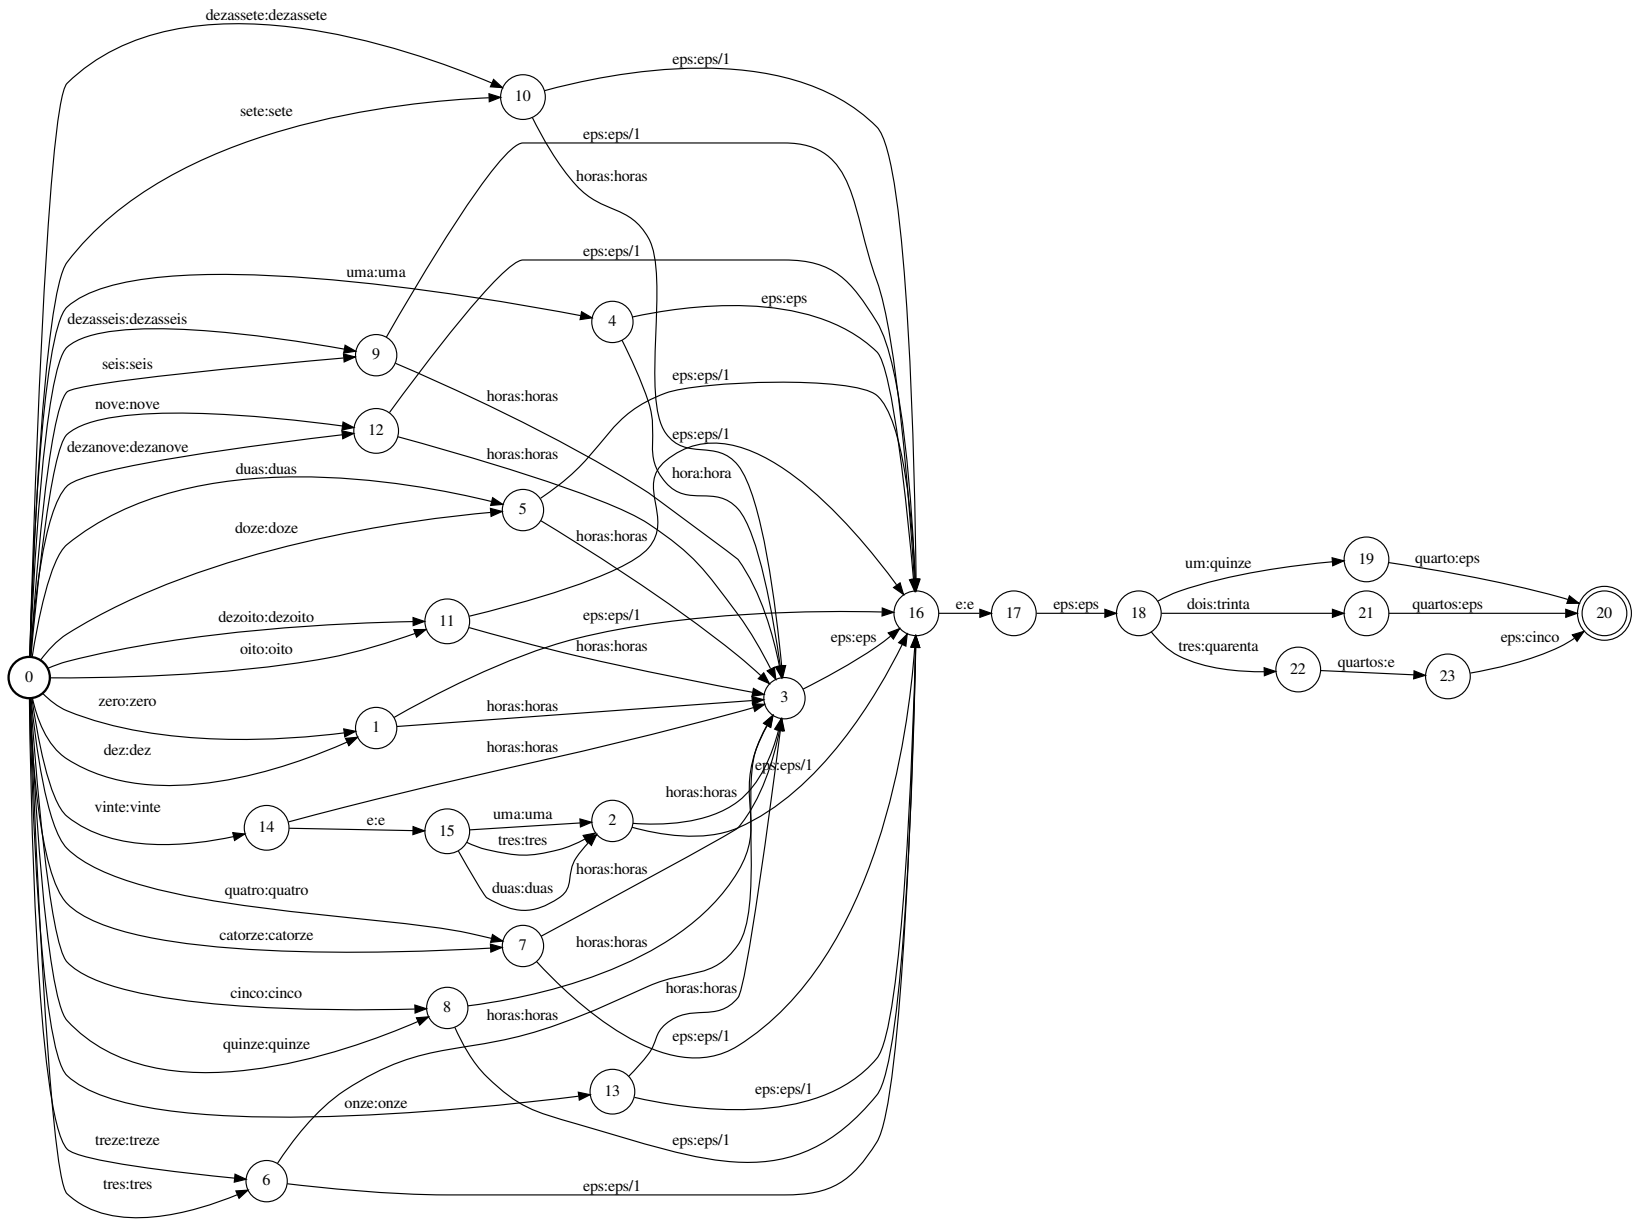 dezassete:dezassete
eps:eps/1
10
sete:sete
eps:eps/1
horas:horas
eps:eps/1
uma:uma
eps:eps
dezasseis:dezasseis
4
9
seis:seis
eps:eps/1
horas:horas
nove:nove
12
eps:eps/1
dezanove:dezanove
horas:horas
duas:duas
hora:hora
5
doze:doze
horas:horas
um:quinze
19
quarto:eps
dezoito:dezoito
11
eps:eps/1
16
e:e
17
eps:eps
18
dois:trinta
21
quartos:eps
20
oito:oito
horas:horas
eps:eps
tres:quarenta
eps:cinco
0
22
quartos:e
23
zero:zero
horas:horas
3
1
dez:dez
horas:horas
eps:eps/1
vinte:vinte
horas:horas
14
e:e
15
uma:uma
2
tres:tres
horas:horas
duas:duas
quatro:quatro
catorze:catorze
7
horas:horas
cinco:cinco
horas:horas
8
horas:horas
quinze:quinze
eps:eps/1
13
eps:eps/1
onze:onze
treze:treze
eps:eps/1
6
tres:tres
eps:eps/1